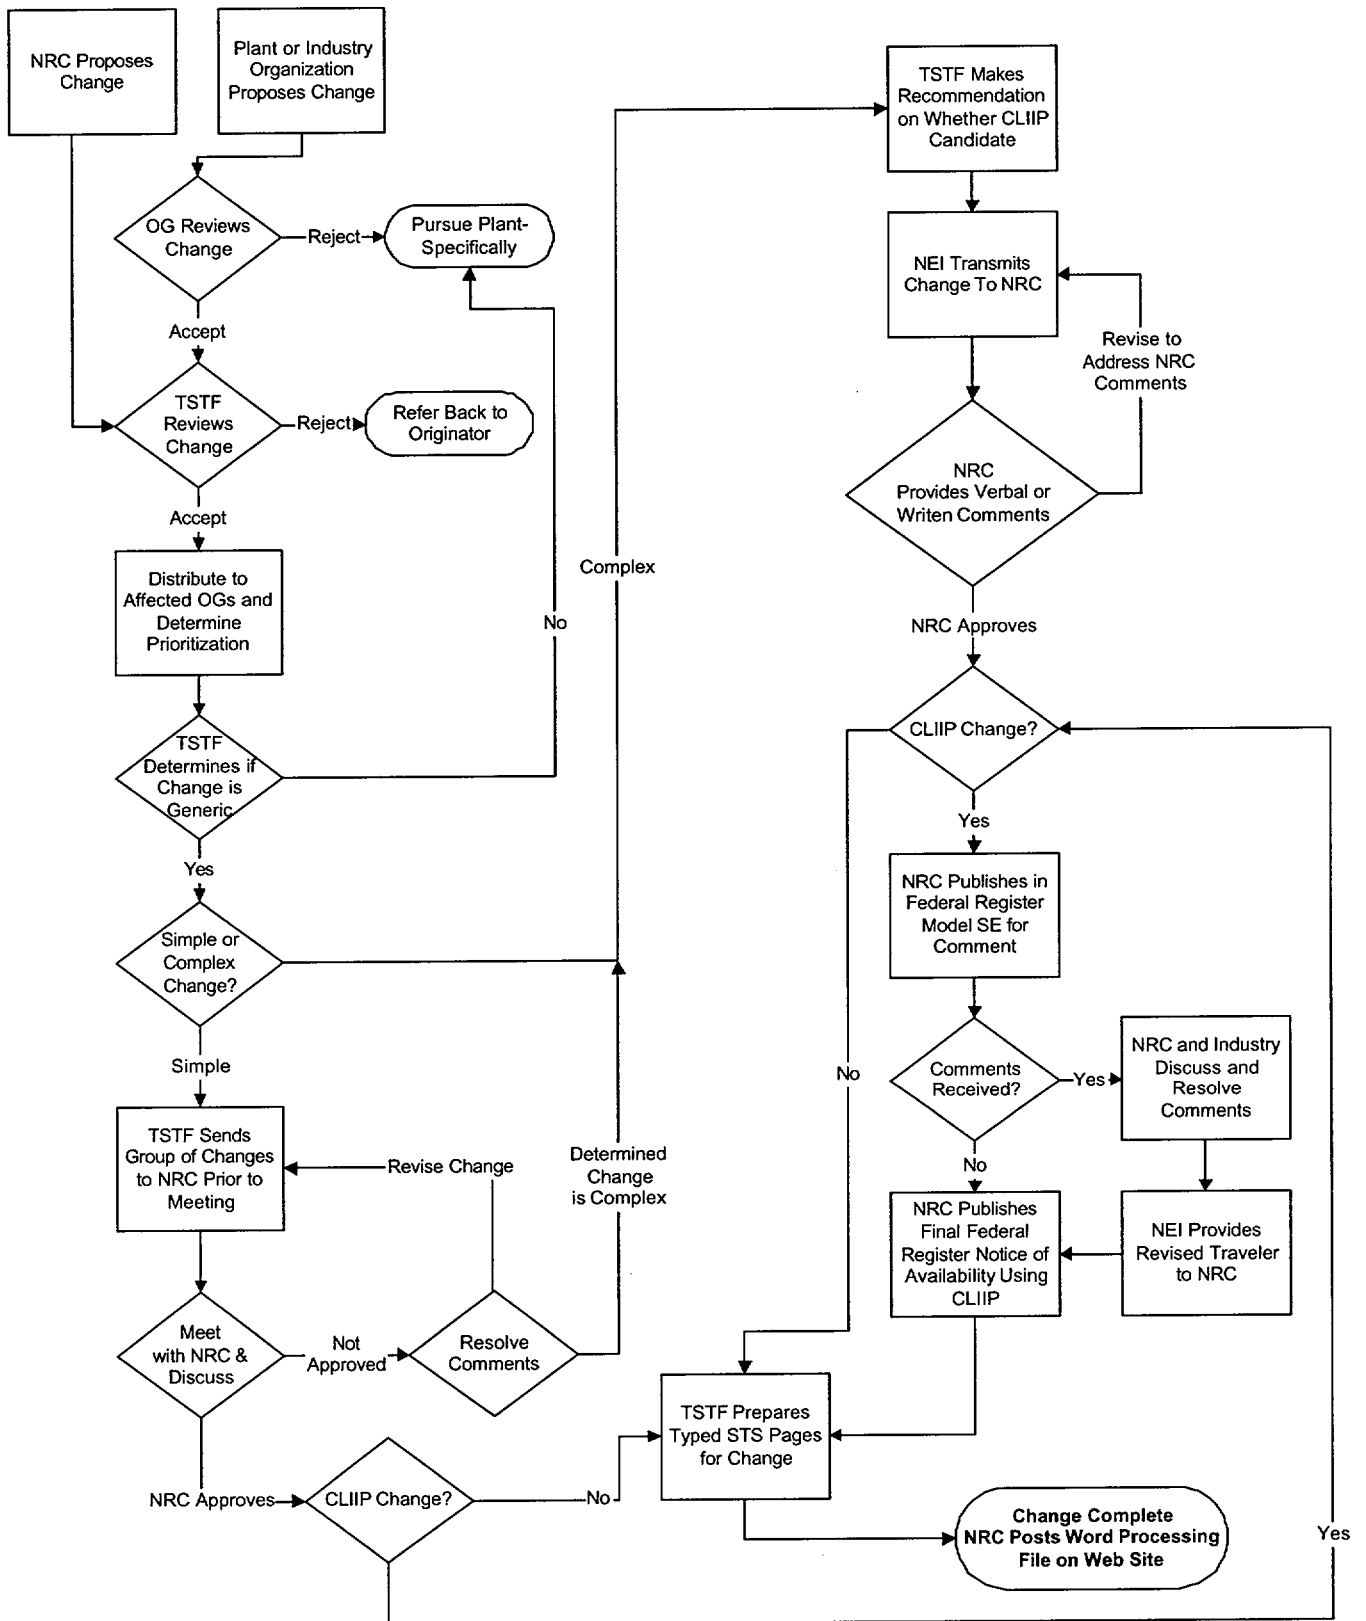 NRC Proposes
Change
Plant or Industry
Organization
Proposes Change
OG Reviews
Change
Reject
Pursue Plant-
Specifically
Accept
TSTF
Reviews
Change
Reject
Refer Back to
Originator
Accept
Distribute to
Affected OGs and
Determine
Prioritization
No
TSTF
Determines if
Change is
Generic
Yes
Simple or
Complex
Change?
Complex
Simple
TSTF Sends
Group of Changes
to NRC Prior to
Meeting
Revise Change
Determined
Change
is Complex
Meet
with NRC &
Discuss
Not
Approved
Resolve
Comments
NRC Approves
CLIIP Change?
No
TSTF Makes
Recommendation
on Whether CLIIP
Candidate
NEI Transmits
Change To NRC
Revise to
Address NRC
Comments
NRC
Provides Verbal or
Writen Comments
NRC Approves
CLIIP Change?
Yes
NRC Publishes in
Federal Register
Model SE for
Comment
No
Comments
Received?
Yes
NRC and Industry
Discuss and
Resolve
Comments
No
NRC Publishes
Final Federal
Register Notice of
Availability Using
CLIIP
NEI Provides
Revised Traveler
to NRC
TSTF Prepares
Typed STS Pages
for Change
Change Complete
NRC Posts Word Processing
File on Web Site
Yes